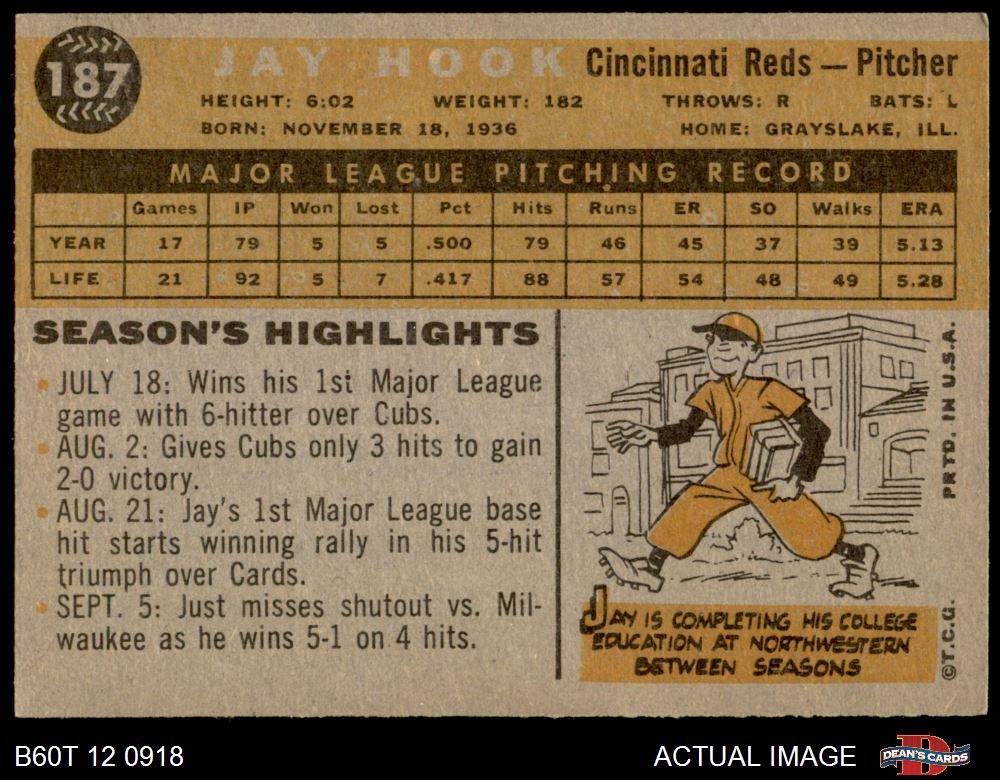 187
JAY HOOK Cincinnati Reds — Pitcher
HEIGHT: 6:02 WEIGHT: 182 THROWS: R BATS: L
BORN: NOVEMBER 18, 1936 HOME: GRAYSLAKE, ILL.
MAJOR LEAGUE PITCHING RECORD
Games IP Won Lost Pct Hits Runs ER SO Walks ERA
YEAR 17 79 5 5 .500 79 46 45 37 39 5.13
LIFE 21 92 5 7 .417 88 57 54 48 49 5.28
SEASON'S HIGHLIGHTS
• JULY 18: Wins his 1st Major League
game with 6-hitter over Cubs.
• AUG. 2: Gives Cubs only 3 hits to gain
2-0 victory.
• AUG. 21: Jay's 1st Major League base
hit starts winning rally in his 5-hit
triumph over Cards.
• SEPT. 5: Just misses shutout vs. Mil-
waukee as he wins 5-1 on 4 hits.
JAY IS COMPLETING HIS COLLEGE
EDUCATION AT NORTHWESTERN
BETWEEN SEASONS
©T.C.G. PRTD. IN U.S.A.
B60T 12 0918 ACTUAL IMAGE
DEAN'S CARDS